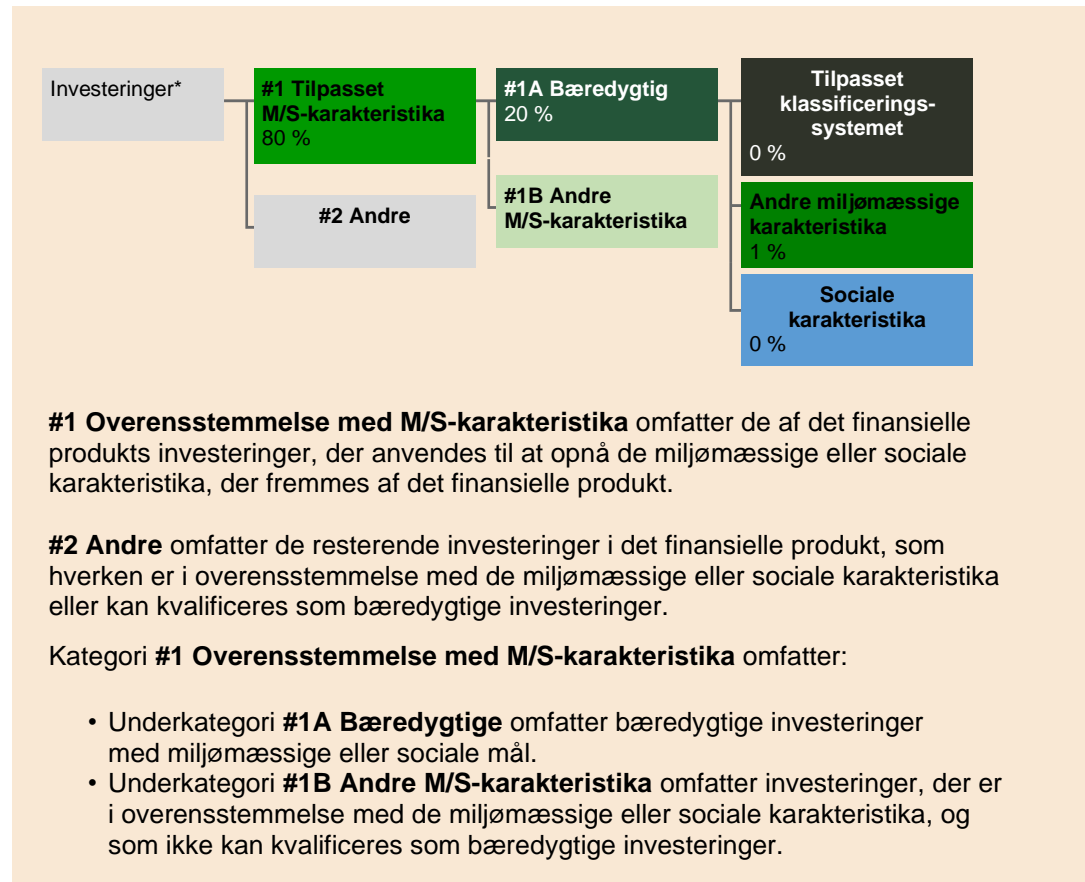 Investeringer*
#1 Tilpasset
M/S-karakteristika
80 %
#2 Andre
#1A Bæredygtig
20 %
#1B Andre
M/S-karakteristika
Tilpasset
klassificerings-
systemet
0 %
Andre miljømæssige
karakteristika
1 %
Sociale
karakteristika
0 %
#1 Overensstemmelse med M/S-karakteristika omfatter de af det finansielle
produkts investeringer, der anvendes til at opnå de miljømæssige eller sociale
karakteristika, der fremmes af det finansielle produkt.
#2 Andre omfatter de resterende investeringer i det finansielle produkt, som
hverken er i overensstemmelse med de miljømæssige eller sociale karakteristika
eller kan kvalificeres som bæredygtige investeringer.
Kategori #1 Overensstemmelse med M/S-karakteristika omfatter:
• Underkategori #1A Bæredygtige omfatter bæredygtige investeringer
med miljømæssige eller sociale mål.
• Underkategori #1B Andre M/S-karakteristika omfatter investeringer, der er
i overensstemmelse med de miljømæssige eller sociale karakteristika, og
som ikke kan kvalificeres som bæredygtige investeringer.